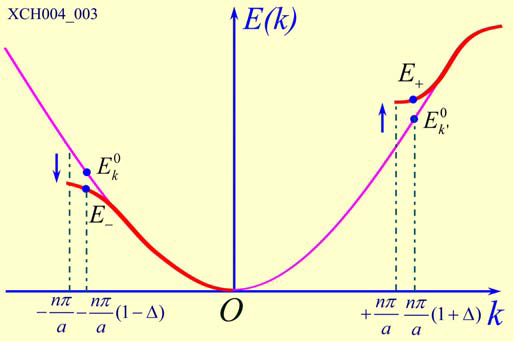 XCH004_003
E(k)
E₊
E⁰ₖ
E⁰ₖ'
E₋
O
k
-nπ/a
-nπ/a(1-Δ)
+nπ/a
nπ/a(1+Δ)